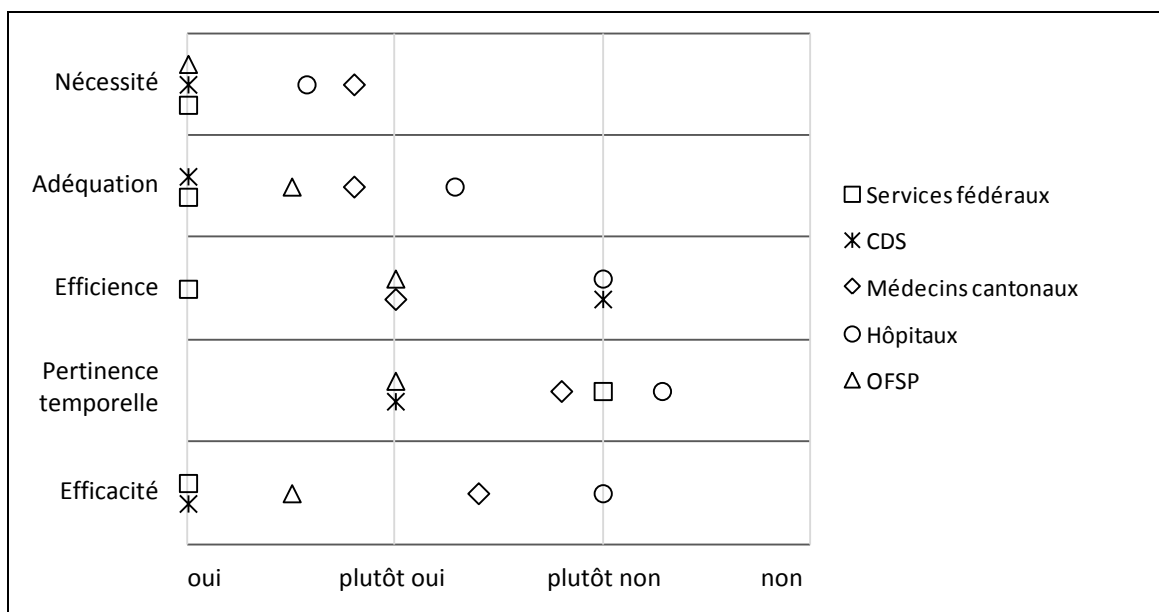 Nécessité
Adéquation
Efficience
Pertinence
temporelle
Efficacité
oui plutôt oui plutôt non non
Services fédéraux
CDS
Médecins cantonaux
Hôpitaux
OFSP